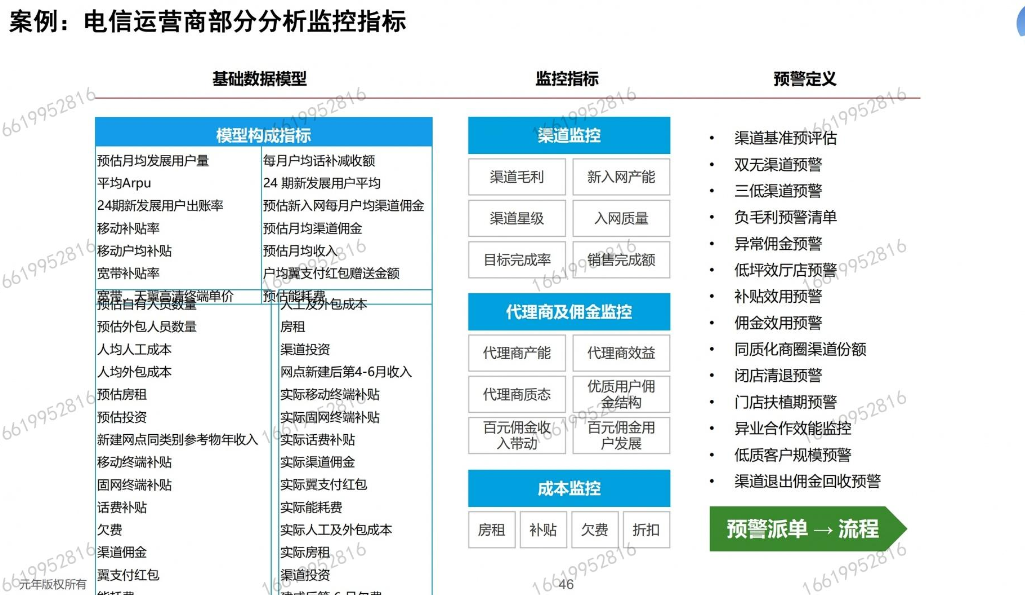 案例：电信运营商部分分析监控指标
基础数据模型
监控指标
预警定义
模型构成指标
预估月均发展用户量
每月户均话补减收额
平均Arpu
24 期新发展用户平均
24期新发展用户出账率
预估新入网每月户均渠道佣金
移动补贴率
预估月均渠道佣金
移动户均补贴
预估月均收入
宽带补贴率
户均翼支付红包赠送金额
宽带、天翼高清终端单价
预估能耗费
预估自有人员数量
人工及外包成本
预估外包人员数量
房租
人均人工成本
渠道投资
人均外包成本
网点新建后第4-6月收入
预估房租
实际移动终端补贴
预估投资
实际固网终端补贴
新建网点同类别参考物年收入
实际话费补贴
移动终端补贴
实际渠道佣金
固网终端补贴
实际翼支付红包
话费补贴
实际能耗费
欠费
实际人工及外包成本
渠道佣金
实际房租
翼支付红包
渠道投资
渠道监控
渠道毛利
新入网产能
渠道星级
入网质量
目标完成率
销售完成额
代理商及佣金监控
代理商产能
代理商效益
代理商质态
优质用户佣
金结构
百元佣金收
入带动
百元佣金用
户发展
成本监控
房租
补贴
欠费
折扣
• 渠道基准预评估
• 双无渠道预警
• 三低渠道预警
• 负毛利预警清单
• 异常佣金预警
• 低坪效厅店预警
• 补贴效用预警
• 佣金效用预警
• 同质化商圈渠道份额
• 闭店清退预警
• 门店扶植期预警
• 异业合作效能监控
• 低质客户规模预警
• 渠道退出佣金回收预警
预警派单 → 流程
元年版权所有
46
16619952816